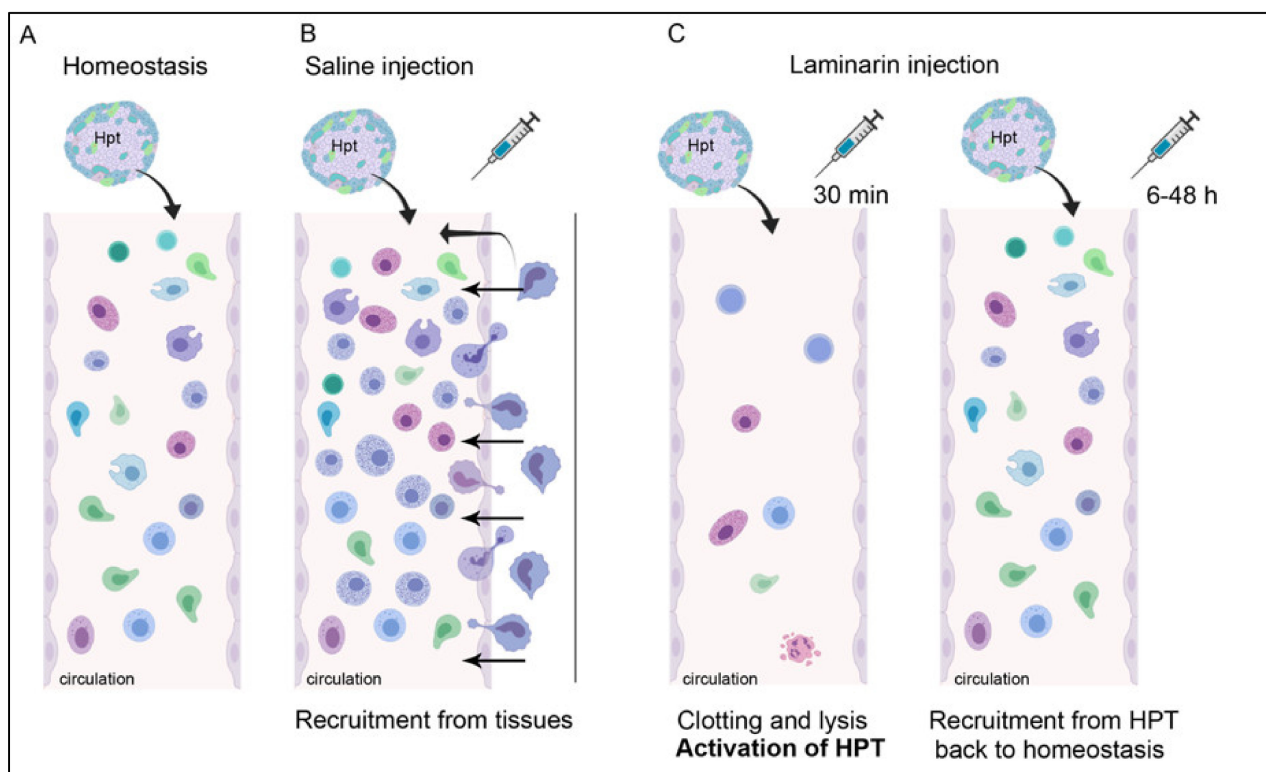 A
Homeostasis
Hpt
circulation
B
Saline injection
Hpt
circulation
Recruitment from tissues
C
Laminarin injection
Hpt
30 min
circulation
Clotting and lysis
Activation of HPT
Hpt
6-48 h
circulation
Recruitment from HPT
back to homeostasis